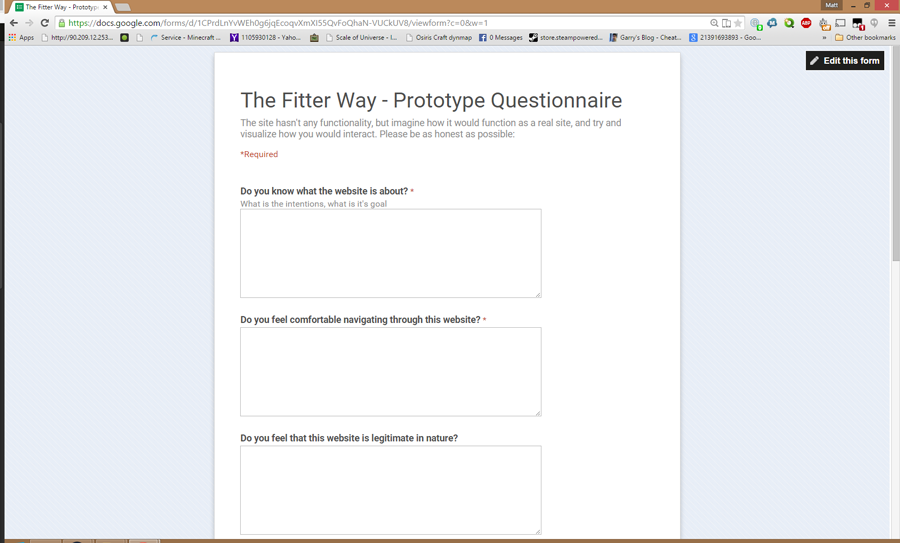 The Fitter Way - Prototyp
Matt
https://docs.google.com/forms/d/1CPrdLnYvWEh0g6jqEcoqvXmXI55QvFoQhaN-VUCkUV8/viewform?c=0&w=1
Apps
http://90.209.12.253...
Service - Minecraft ...
1105930128 - Yaho...
Scale of Universe - I...
Osiris Craft dynmap
0 Messages
store.steampowered...
Garry's Blog - Cheat...
21391693893 - Goo...
»
Other bookmarks
Edit this form
The Fitter Way - Prototype Questionnaire
The site hasn't any functionality, but imagine how it would function as a real site, and try and
visualize how you would interact. Please be as honest as possible:
*Required
Do you know what the website is about? *
What is the intentions, what is it's goal
Do you feel comfortable navigating through this website? *
Do you feel that this website is legitimate in nature?